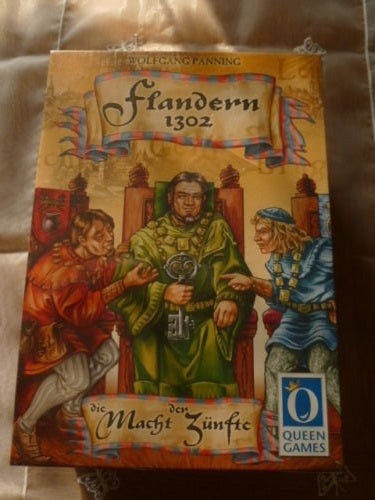 WOLFGANG PANNING
Flandern
1302
die Macht der Zünfte
QUEEN
GAMES